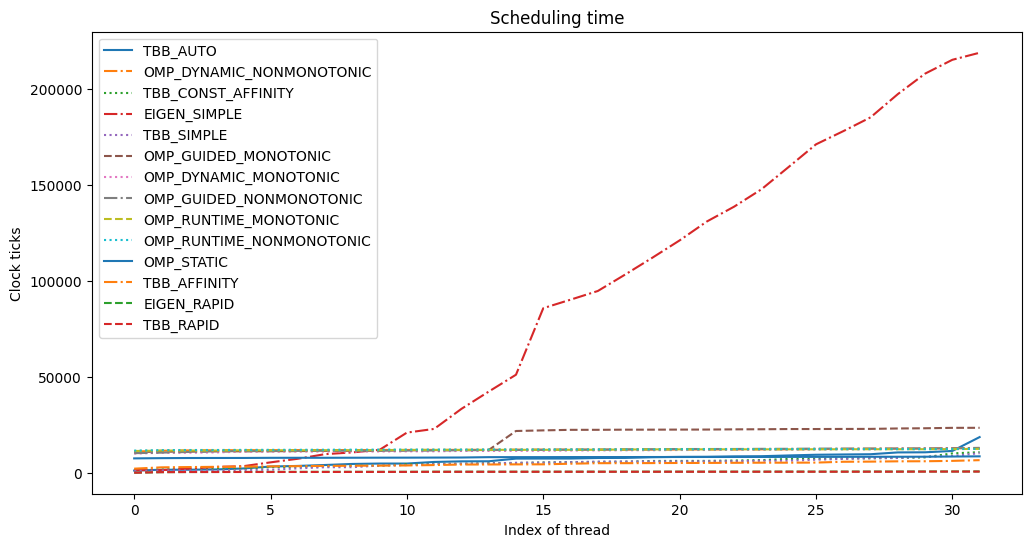 Scheduling time
TBB_AUTO
OMP_DYNAMIC_NONMONOTONIC
TBB_CONST_AFFINITY
EIGEN_SIMPLE
TBB_SIMPLE
OMP_GUIDED_MONOTONIC
OMP_DYNAMIC_MONOTONIC
OMP_GUIDED_NONMONOTONIC
OMP_RUNTIME_MONOTONIC
OMP_RUNTIME_NONMONOTONIC
OMP_STATIC
TBB_AFFINITY
EIGEN_RAPID
TBB_RAPID
Clock ticks
200000
150000
100000
50000
0
0 5 10 15 20 25 30
Index of thread